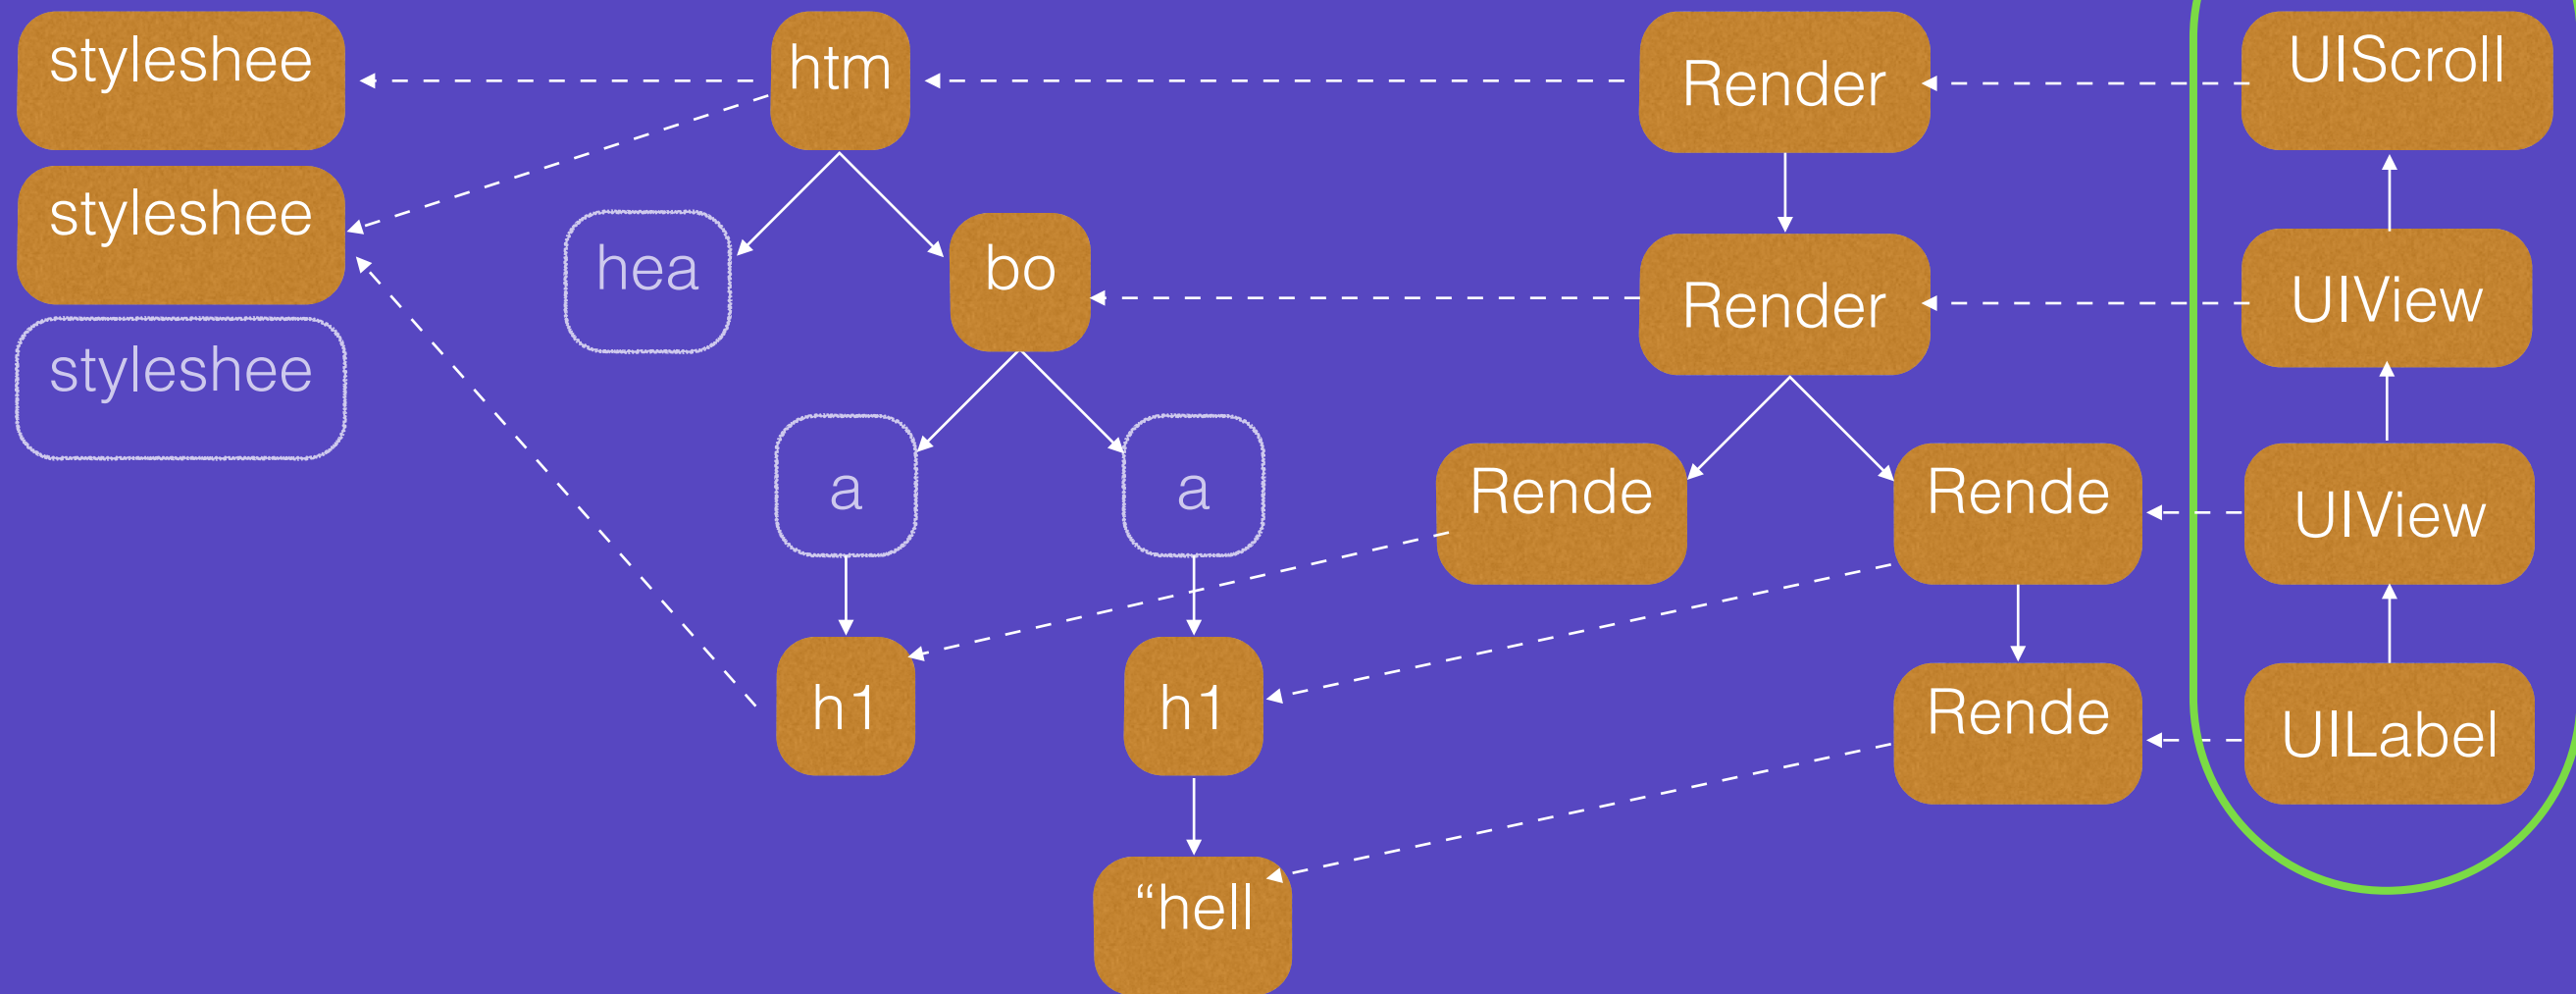 styleshee
htm
Render
UIScroll
styleshee
hea
bo
Render
UIView
styleshee
a
a
Rende
Rende
UIView
h1
h1
Rende
UILabel
“hell